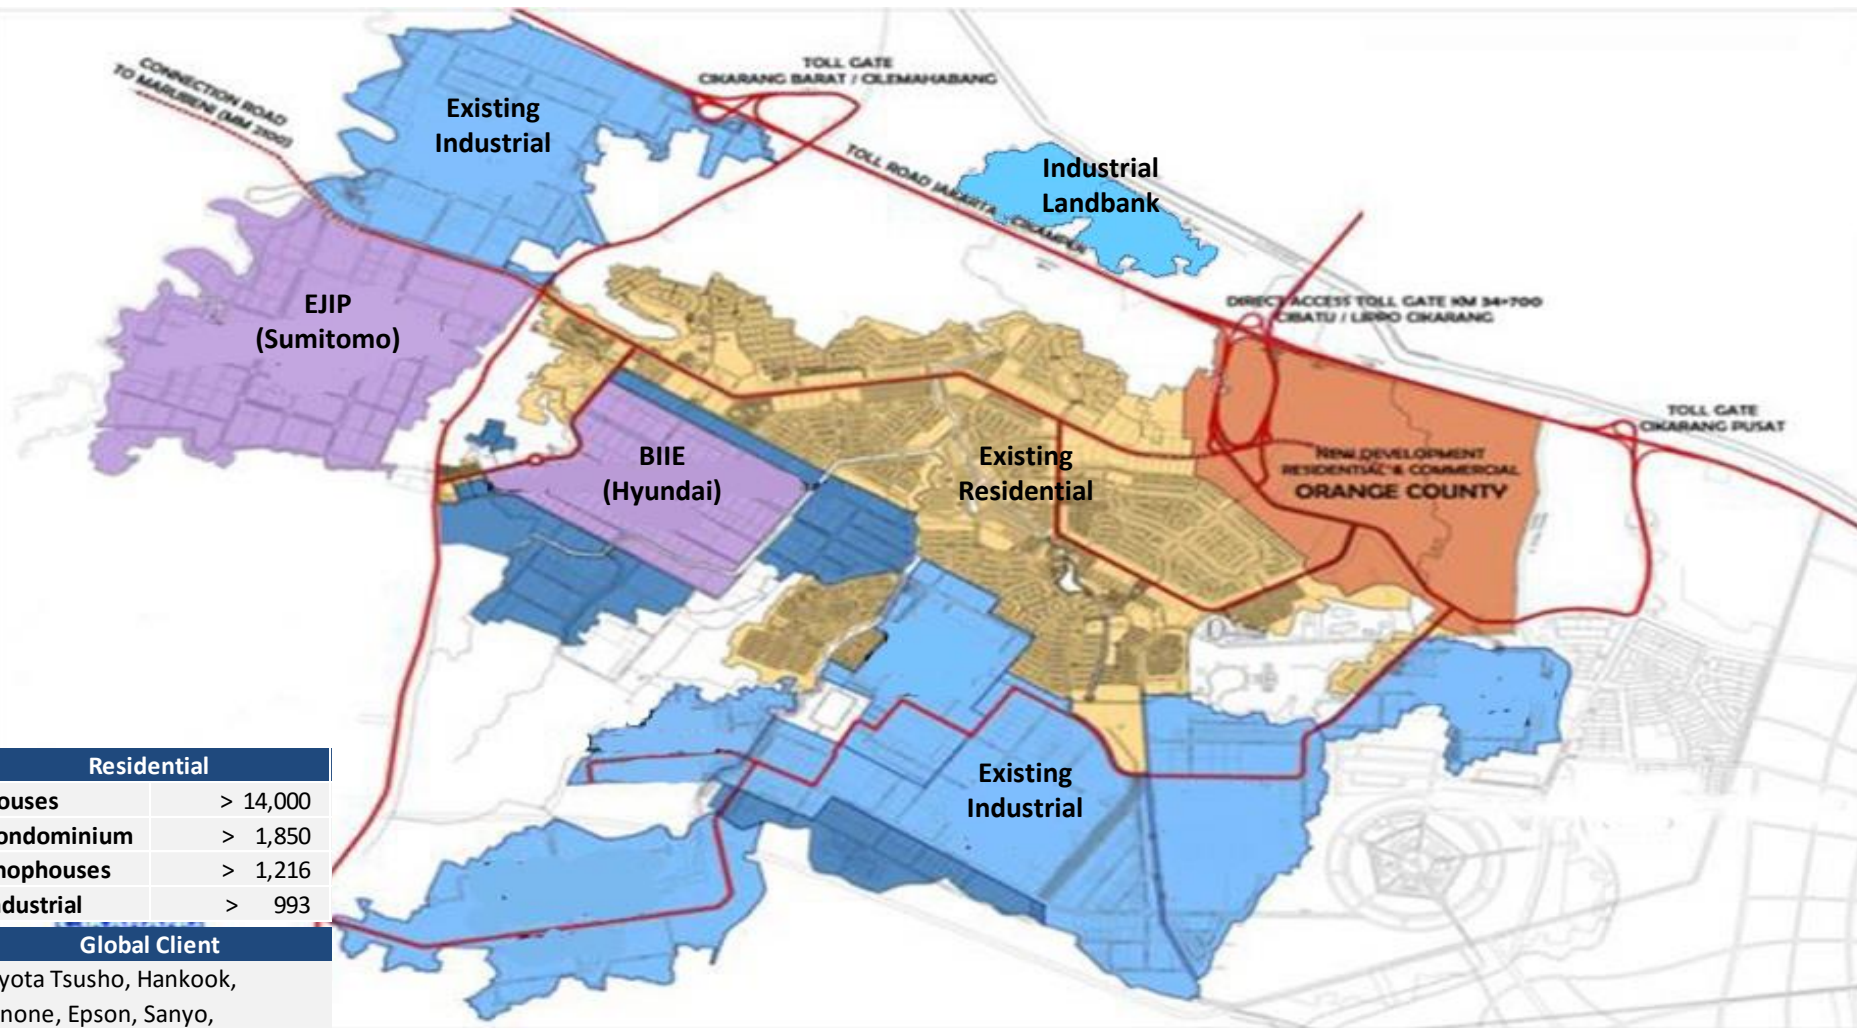 CONNECTION ROAD
TO MARUBENI (MM 2100)
Existing
Industrial
TOLL GATE
CIKARANG BARAT / CILEMAHABANG
TOLL ROAD JAKARTA - CIKAMPEK
Industrial
Landbank
EJIP
(Sumitomo)
DIRECT ACCESS TOLL GATE KM 34+700
CIBATU / LIPPO CIKARANG
TOLL GATE
CIKARANG PUSAT
BIIE
(Hyundai)
Existing
Residential
NEW DEVELOPMENT
RESIDENTIAL & COMMERCIAL
ORANGE COUNTY
Existing
Industrial
Residential
ouses > 14,000
ondominium > 1,850
hophouses > 1,216
dustrial > 993
Global Client
yota Tsusho, Hankook,
none, Epson, Sanyo,